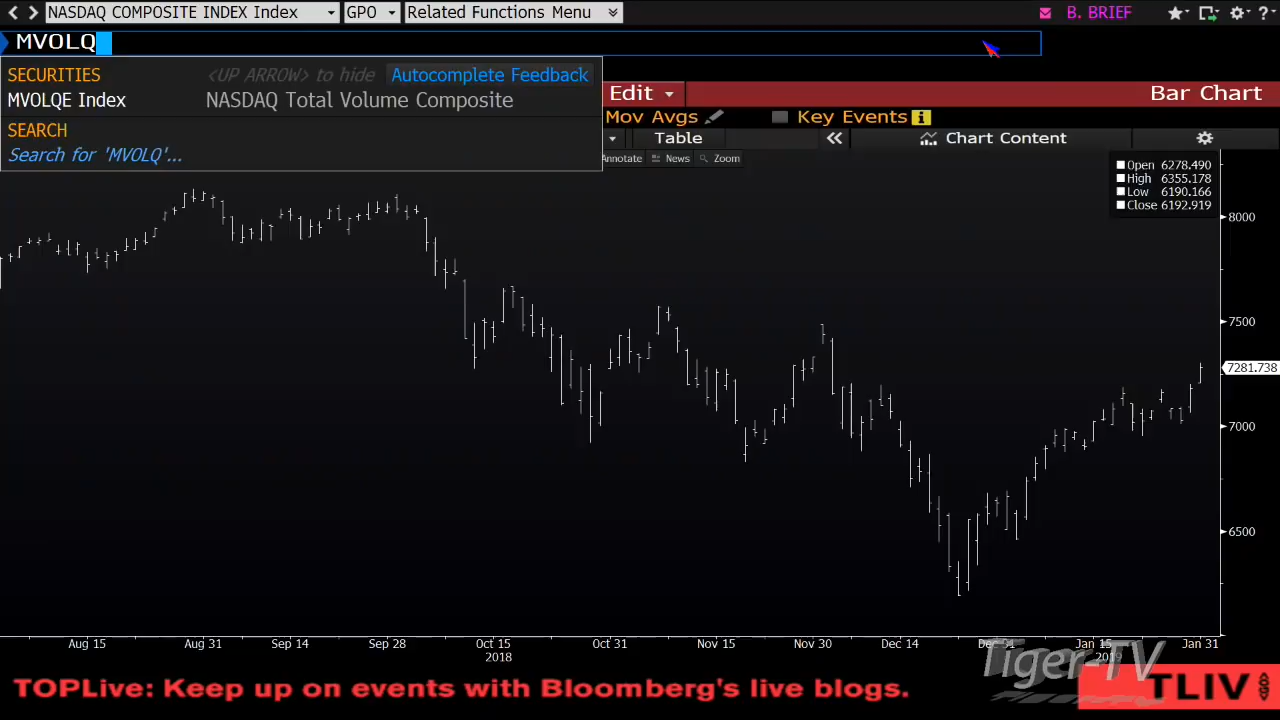 NASDAQ COMPOSITE INDEX Index GPO Related Functions Menu B. BRIEF ?
MVOLQ
SECURITIES <UP ARROW> to hide Autocomplete Feedback
MVOLQE Index NASDAQ Total Volume Composite
SEARCH
Search for 'MVOLQ'...
Edit Bar Chart
Mov Avgs Key Events i
Table « Chart Content
Annotate News Zoom
Open 6278.490
High 6355.178
Low 6190.166
Close 6192.919
8000
7500
7281.738
7000
6500
Aug 15 Aug 31 Sep 14 Sep 28 Oct 15 Oct 31 Nov 15 Nov 30 Dec 14 Dec 31 Jan 15 Jan 31
2018 2019
Tiger-TV
TOPLive: Keep up on events with Bloomberg's live blogs.
TLIV